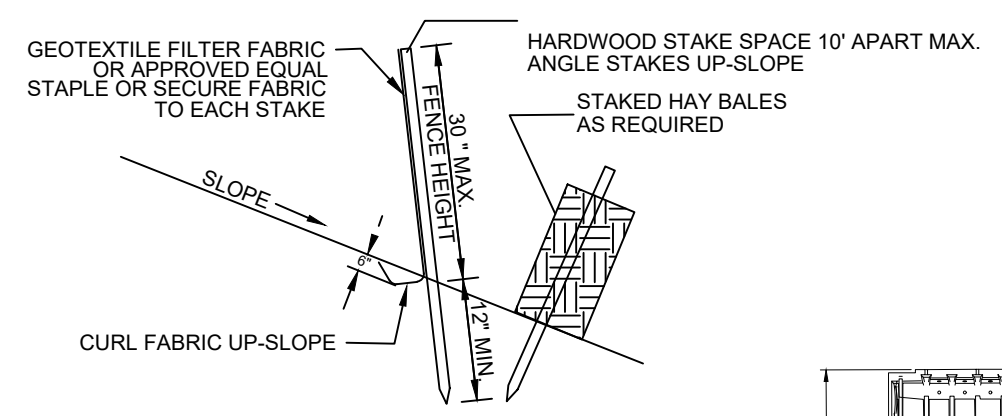 GEOTEXTILE FILTER FABRIC
OR APPROVED EQUAL
STAPLE OR SECURE FABRIC
TO EACH STAKE
HARDWOOD STAKE SPACE 10' APART MAX.
ANGLE STAKES UP-SLOPE
STAKED HAY BALES
AS REQUIRED
30 " MAX.
FENCE HEIGHT
SLOPE
6"
12" MIN.
CURL FABRIC UP-SLOPE